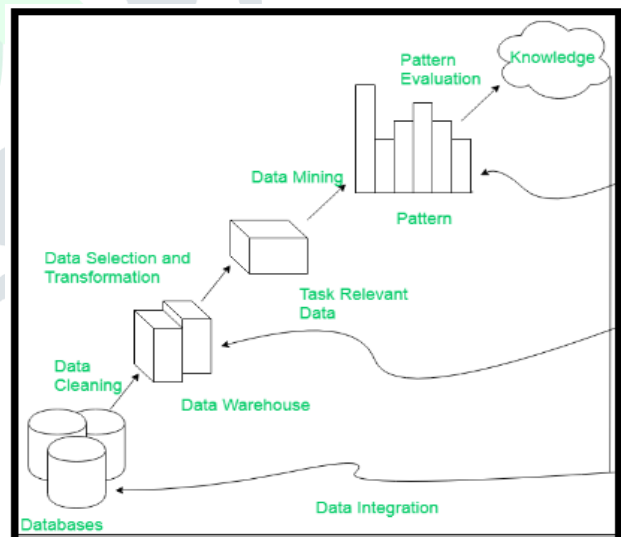 Pattern
Evaluation
Knowledge
Data Mining
Pattern
Data Selection and
Transformation
Task Relevant
Data
Data
Cleaning
Data Warehouse
Data Integration
Databases